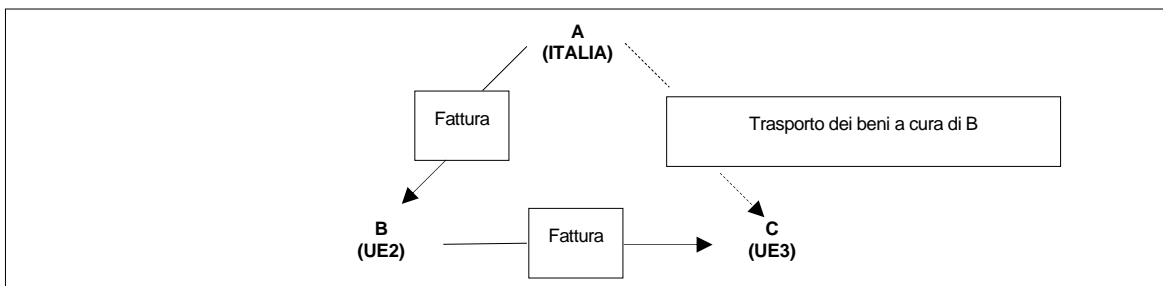 A
(ITALIA)
Fattura
Trasporto dei beni a cura di B
B
(UE2)
Fattura
C
(UE3)